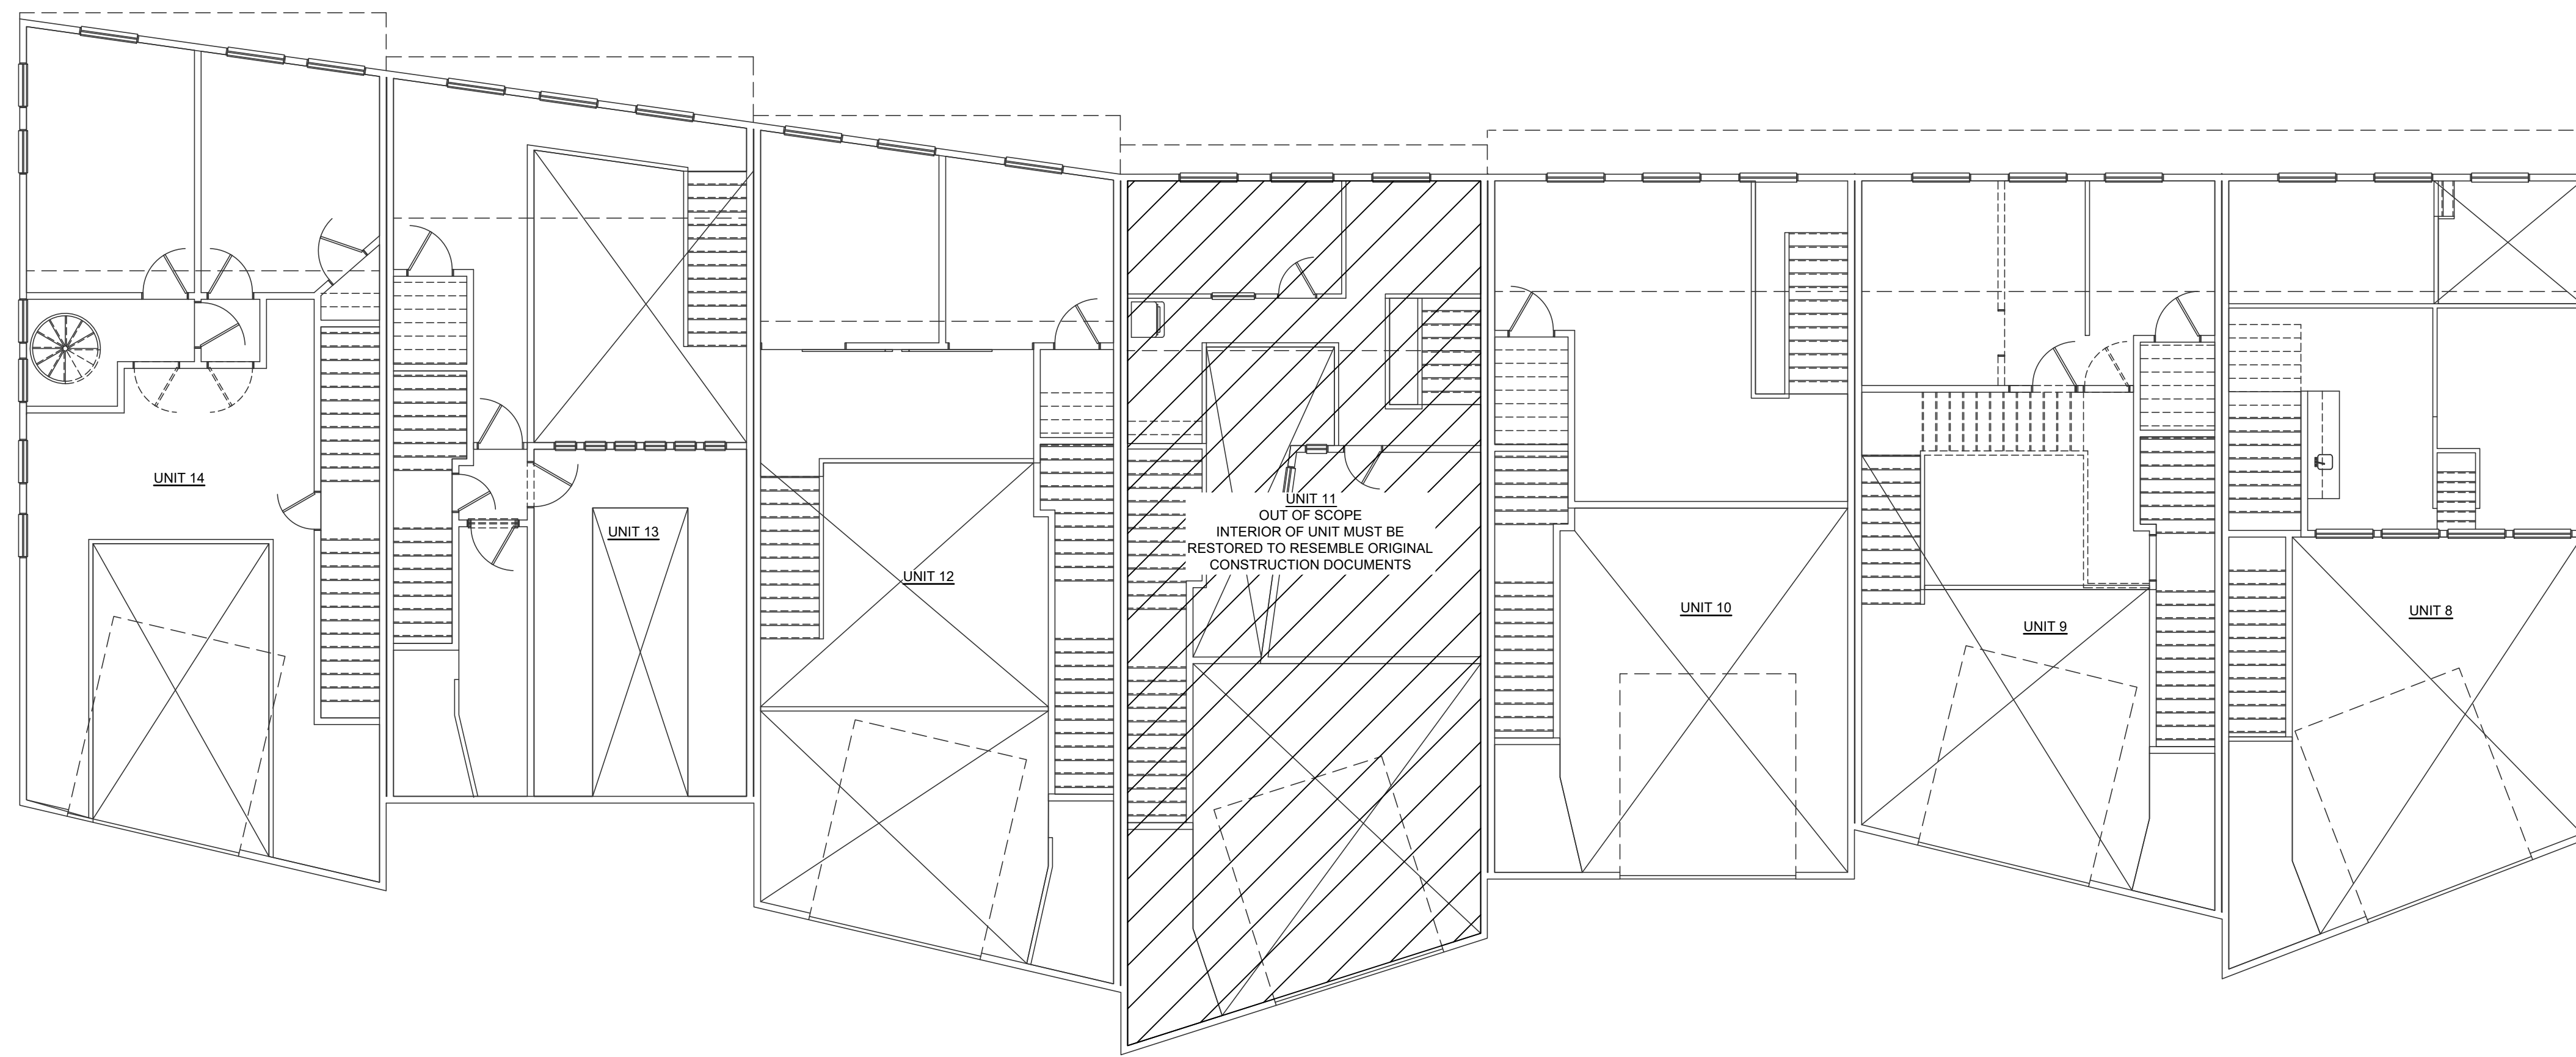 UNIT 14
UNIT 13
UNIT 12
UNIT 11
OUT OF SCOPE
INTERIOR OF UNIT MUST BE
RESTORED TO RESEMBLE ORIGINAL
CONSTRUCTION DOCUMENTS
UNIT 10
UNIT 9
UNIT 8